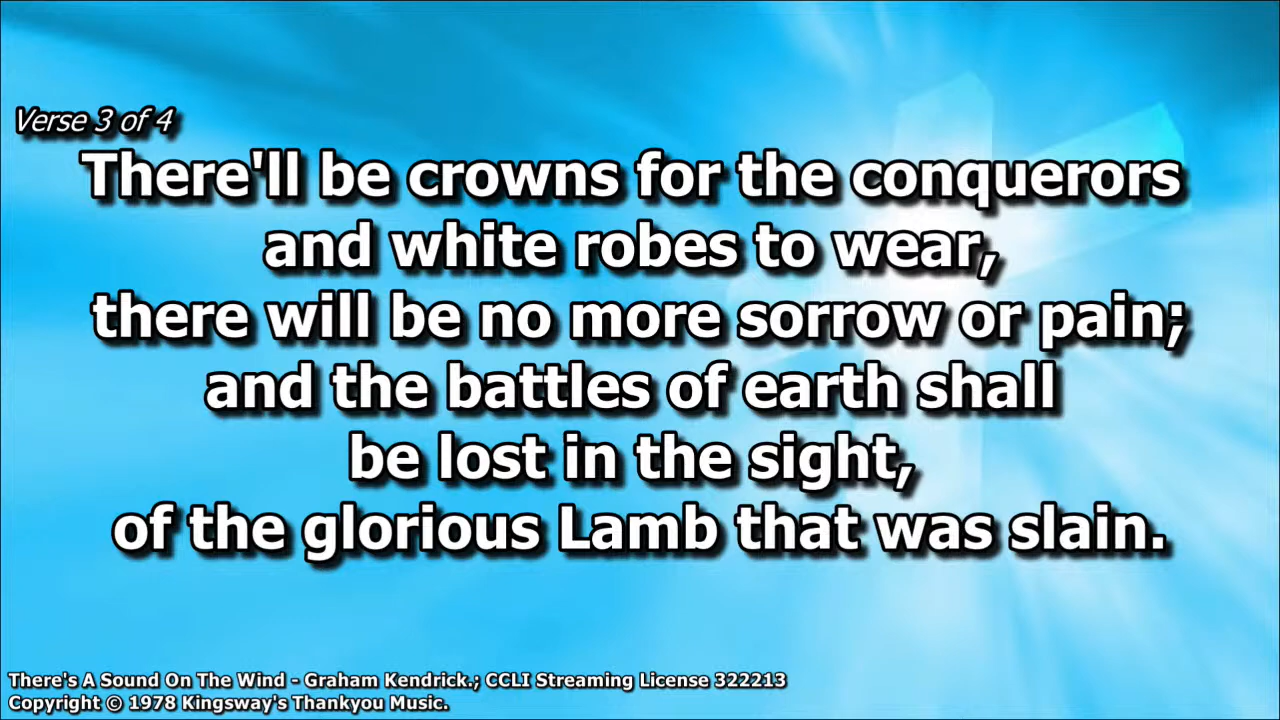 Verse 3 of 4
There'll be crowns for the conquerors
and white robes to wear,
there will be no more sorrow or pain;
and the battles of earth shall
be lost in the sight,
of the glorious Lamb that was slain.
There's A Sound On The Wind - Graham Kendrick.; CCLI Streaming License 322213
Copyright © 1978 Kingsway's Thankyou Music.